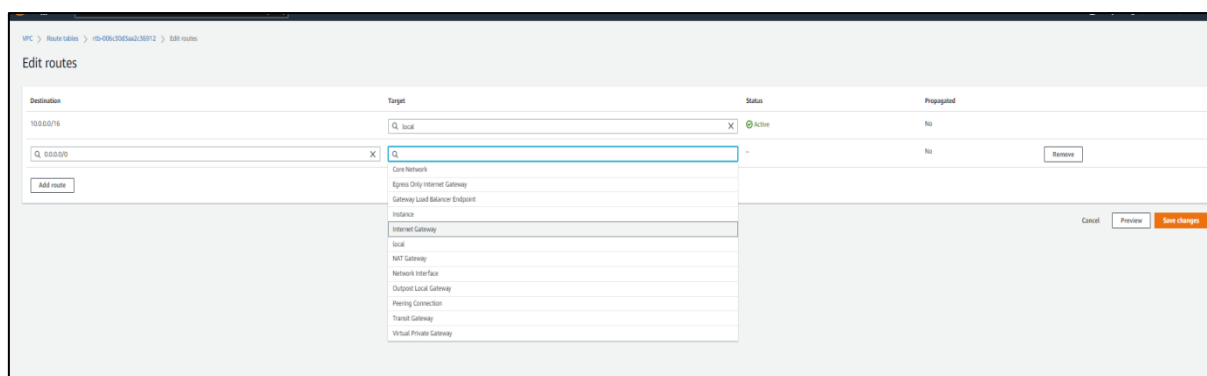 VPC > Route tables > rtb-006c30d3aa2c36912 > Edit routes
Edit routes
Destination Target Status Propagated
10.0.0.0/16 local Active No
0.0.0.0/0 – No Remove
Core Network
Egress Only Internet Gateway
Add route
Gateway Load Balancer Endpoint
Instance
Cancel Preview Save changes
Internet Gateway
local
NAT Gateway
Network Interface
Outpost Local Gateway
Peering Connection
Transit Gateway
Virtual Private Gateway